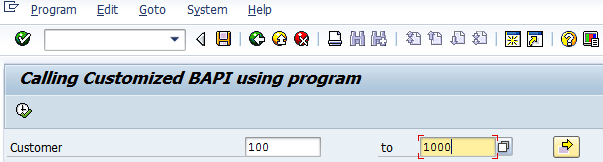 Program Edit Goto System Help
Calling Customized BAPI using program
Customer 100 to 1000